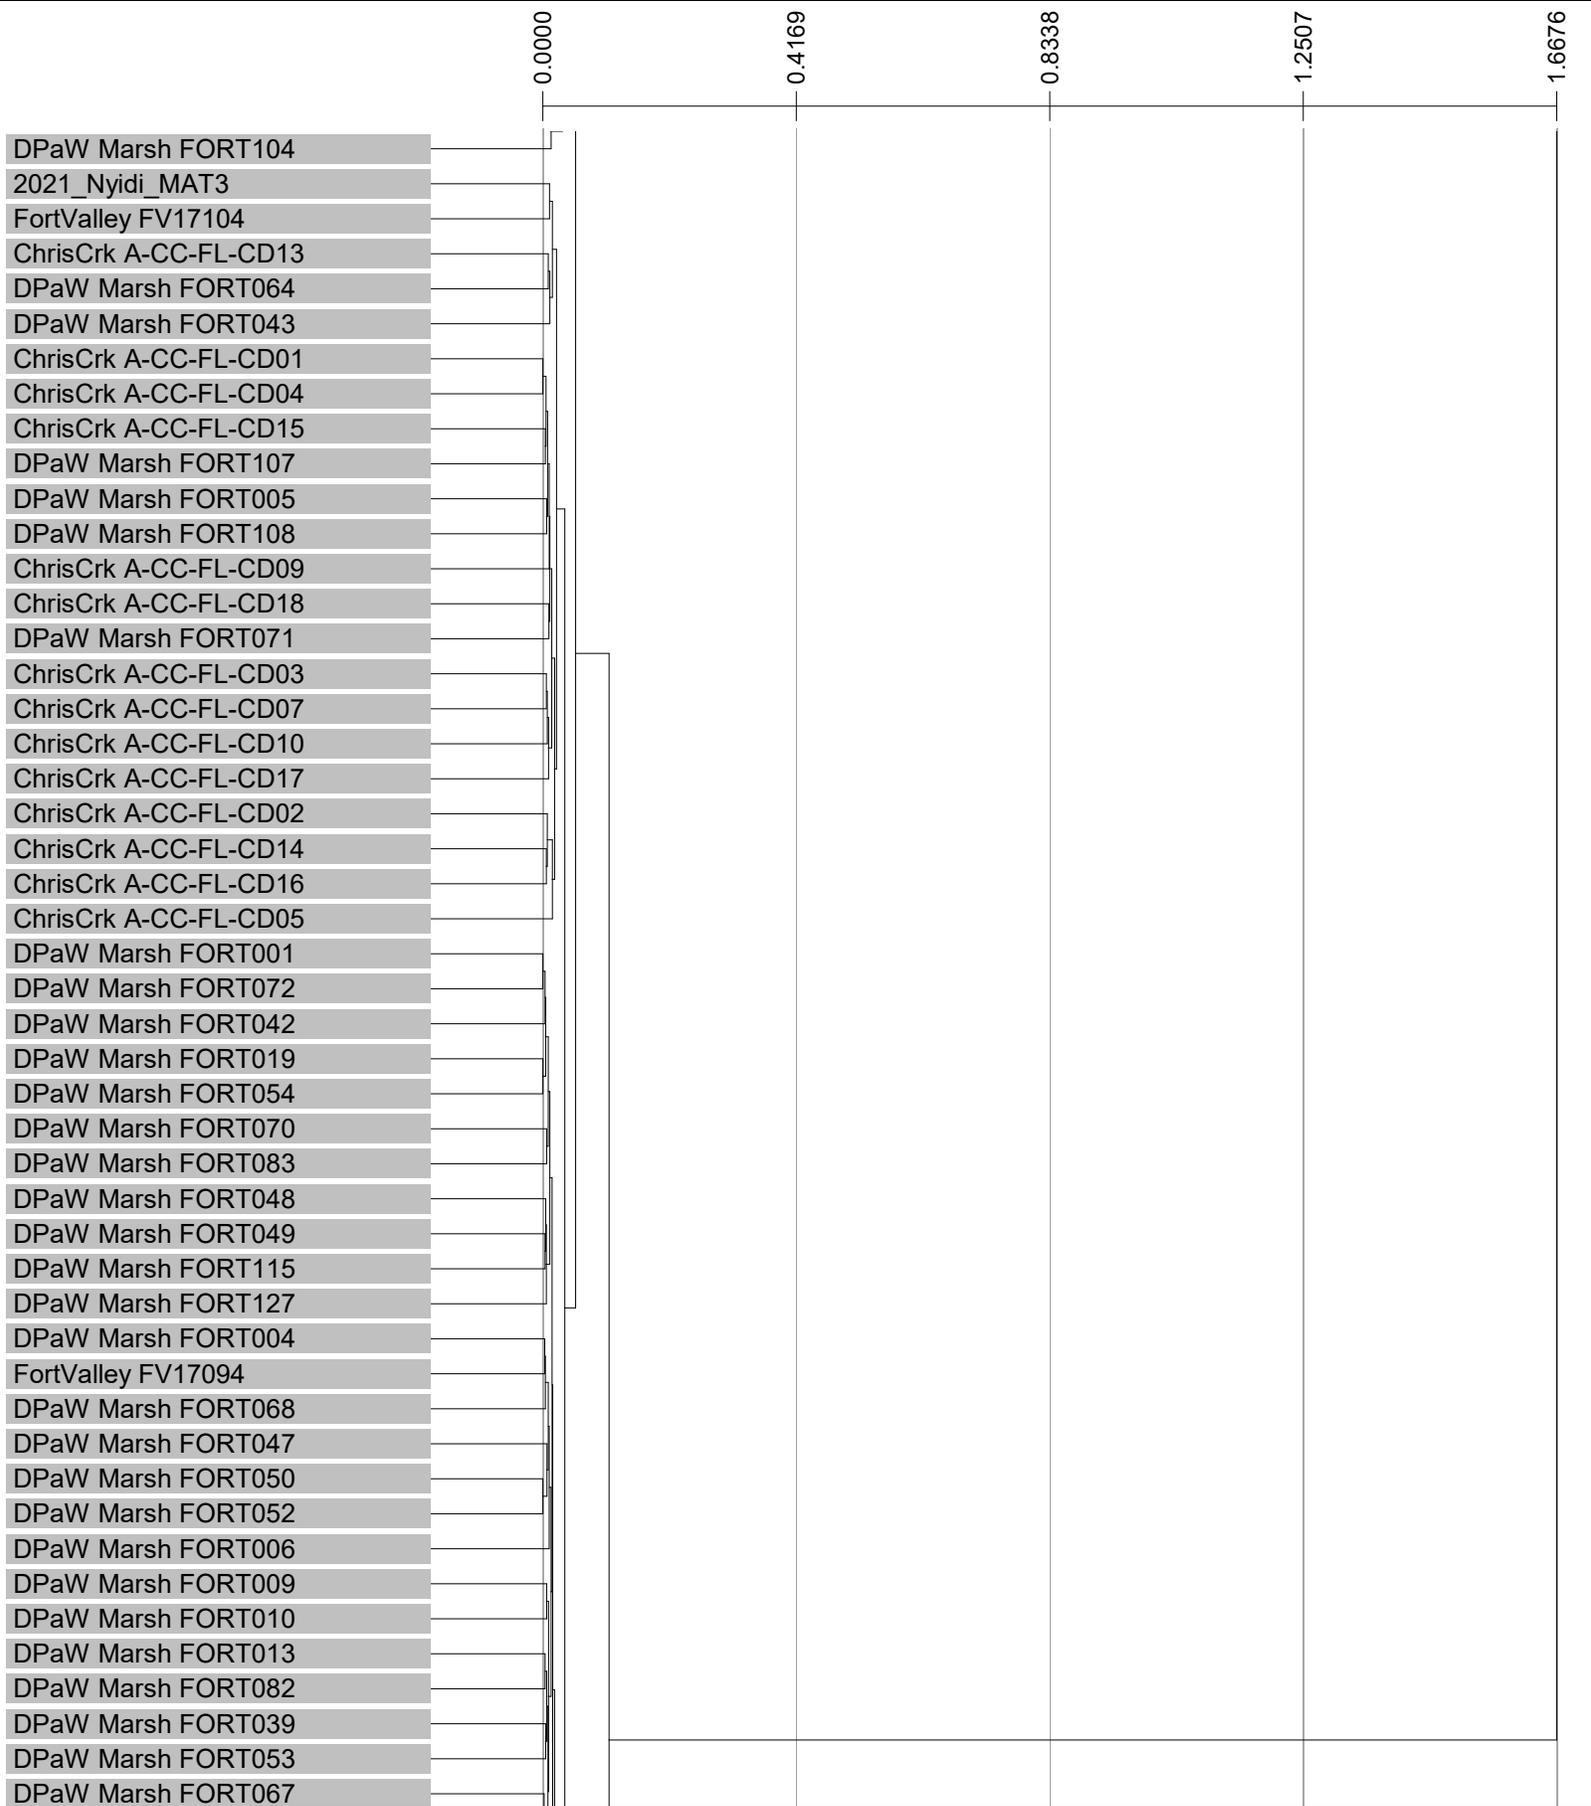 0.0000
0.4169
0.8338
1.2507
1.6676
DPaW Marsh FORT104
2021_Nyidi_MAT3
FortValley FV17104
ChrisCrk A-CC-FL-CD13
DPaW Marsh FORT064
DPaW Marsh FORT043
ChrisCrk A-CC-FL-CD01
ChrisCrk A-CC-FL-CD04
ChrisCrk A-CC-FL-CD15
DPaW Marsh FORT107
DPaW Marsh FORT005
DPaW Marsh FORT108
ChrisCrk A-CC-FL-CD09
ChrisCrk A-CC-FL-CD18
DPaW Marsh FORT071
ChrisCrk A-CC-FL-CD03
ChrisCrk A-CC-FL-CD07
ChrisCrk A-CC-FL-CD10
ChrisCrk A-CC-FL-CD17
ChrisCrk A-CC-FL-CD02
ChrisCrk A-CC-FL-CD14
ChrisCrk A-CC-FL-CD16
ChrisCrk A-CC-FL-CD05
DPaW Marsh FORT001
DPaW Marsh FORT072
DPaW Marsh FORT042
DPaW Marsh FORT019
DPaW Marsh FORT054
DPaW Marsh FORT070
DPaW Marsh FORT083
DPaW Marsh FORT048
DPaW Marsh FORT049
DPaW Marsh FORT115
DPaW Marsh FORT127
DPaW Marsh FORT004
FortValley FV17094
DPaW Marsh FORT068
DPaW Marsh FORT047
DPaW Marsh FORT050
DPaW Marsh FORT052
DPaW Marsh FORT006
DPaW Marsh FORT009
DPaW Marsh FORT010
DPaW Marsh FORT013
DPaW Marsh FORT082
DPaW Marsh FORT039
DPaW Marsh FORT053
DPaW Marsh FORT067